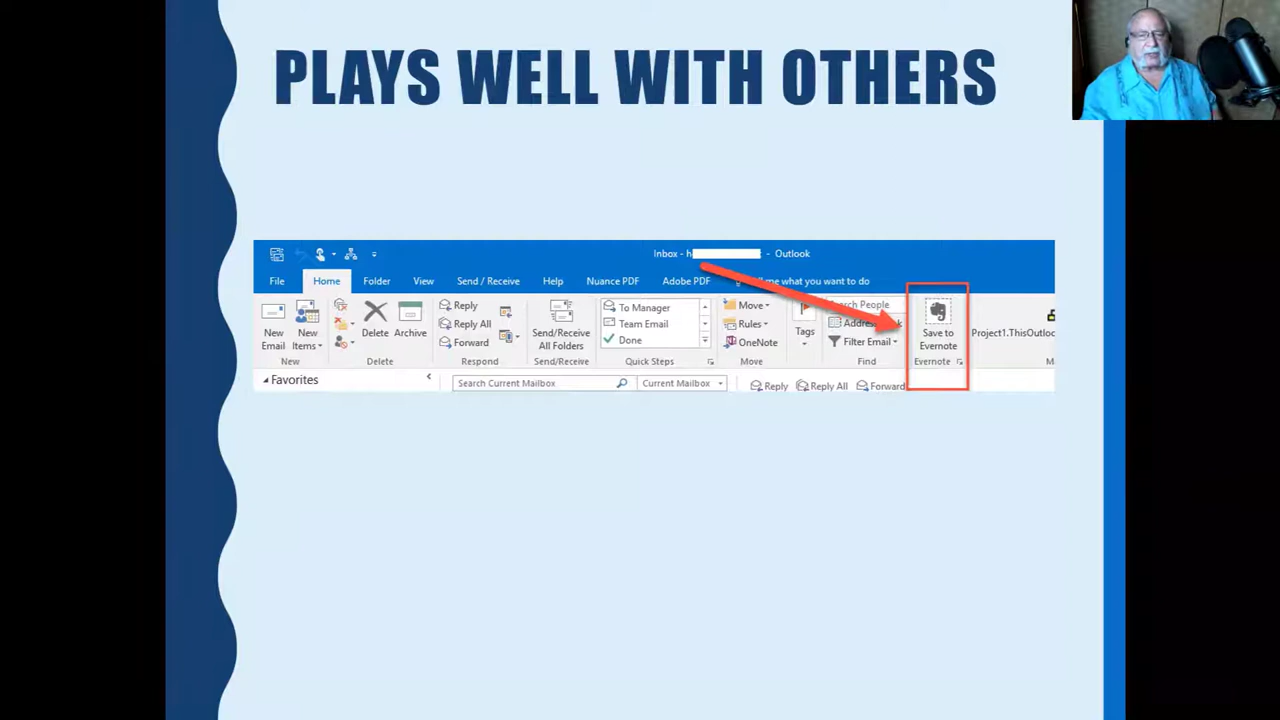 PLAYS WELL WITH OTHERS
Inbox - h - Outlook
File Home Folder View Send / Receive Help Nuance PDF Adobe PDF me what you want to do
New Email
New Items
Delete
Archive
Delete
New
Reply
Reply All
Forward
Respond
Send/Receive All Folders
Send/Receive
To Manager
Team Email
Done
Quick Steps
Move
Rules
OneNote
Move
Tags
People
Filter Email
Find
Save to Evernote
Evernote
Project1.ThisOutlo
Favorites
Search Current Mailbox Current Mailbox
Reply Reply All Forward